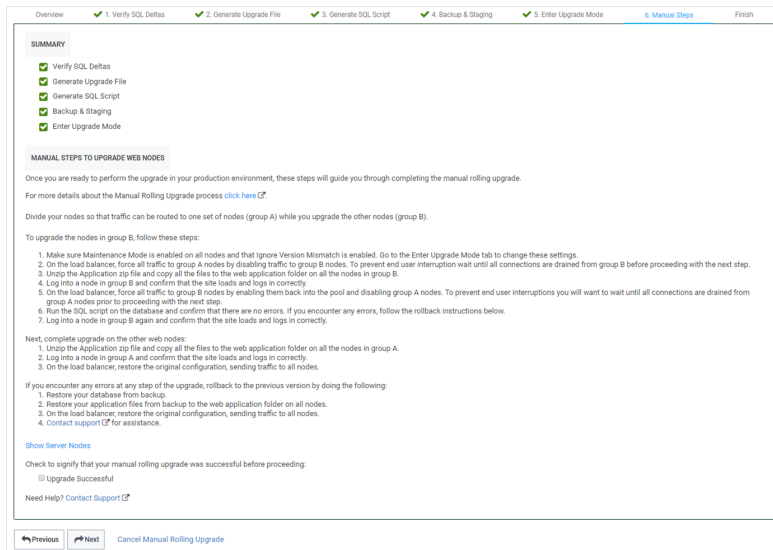 Overview
1. Verify SQL Deltas
2. Generate Upgrade File
3. Generate SQL Script
4. Backup & Staging
5. Enter Upgrade Mode
6. Manual Steps
Finish
SUMMARY
Verify SQL Deltas
Generate Upgrade File
Generate SQL Script
Backup & Staging
Enter Upgrade Mode
MANUAL STEPS TO UPGRADE WEB NODES
Once you are ready to perform the upgrade in your production environment, these steps will guide you through completing the manual rolling upgrade.
For more details about the Manual Rolling Upgrade process click here.
Divide your nodes so that traffic can be routed to one set of nodes (group A) while you upgrade the other nodes (group B).
To upgrade the nodes in group B, follow these steps:
1. Make sure Maintenance Mode is enabled on all nodes and that Ignore Version Mismatch is enabled. Go to the Enter Upgrade Mode tab to change these settings.
2. On the load balancer, force all traffic to group A nodes by disabling traffic to group B nodes. To prevent end user interruption wait until all connections are drained from group B before proceeding with the next step.
3. Unzip the Application zip file and copy all the files to the web application folder on all the nodes in group B.
4. Log into a node in group B and confirm that the site loads and logs in correctly.
5. On the load balancer, force all traffic to group B nodes by enabling them back into the pool and disabling group A nodes. To prevent end user interruptions you will want to wait until all connections are drained from
group A nodes prior to proceeding with the next step.
6. Run the SQL script on the database and confirm that there are no errors. If you encounter any errors, follow the rollback instructions below.
7. Log into a node in group B again and confirm that the site loads and logs in correctly.
Next, complete upgrade on the other web nodes:
1. Unzip the Application zip file and copy all the files to the web application folder on all the nodes in group A.
2. Log into a node in group A and confirm that the site loads and logs in correctly.
3. On the load balancer, restore the original configuration, sending traffic to all nodes.
If you encounter any errors at any step of the upgrade, rollback to the previous version by doing the following:
1. Restore your database from backup.
2. Restore your application files from backup to the web application folder on all nodes.
3. On the load balancer, restore the original configuration, sending traffic to all nodes.
4. Contact support for assistance.
Show Server Nodes
Check to signify that your manual rolling upgrade was successful before proceeding:
Upgrade Successful
Need Help? Contact Support
Previous
Next
Cancel Manual Rolling Upgrade